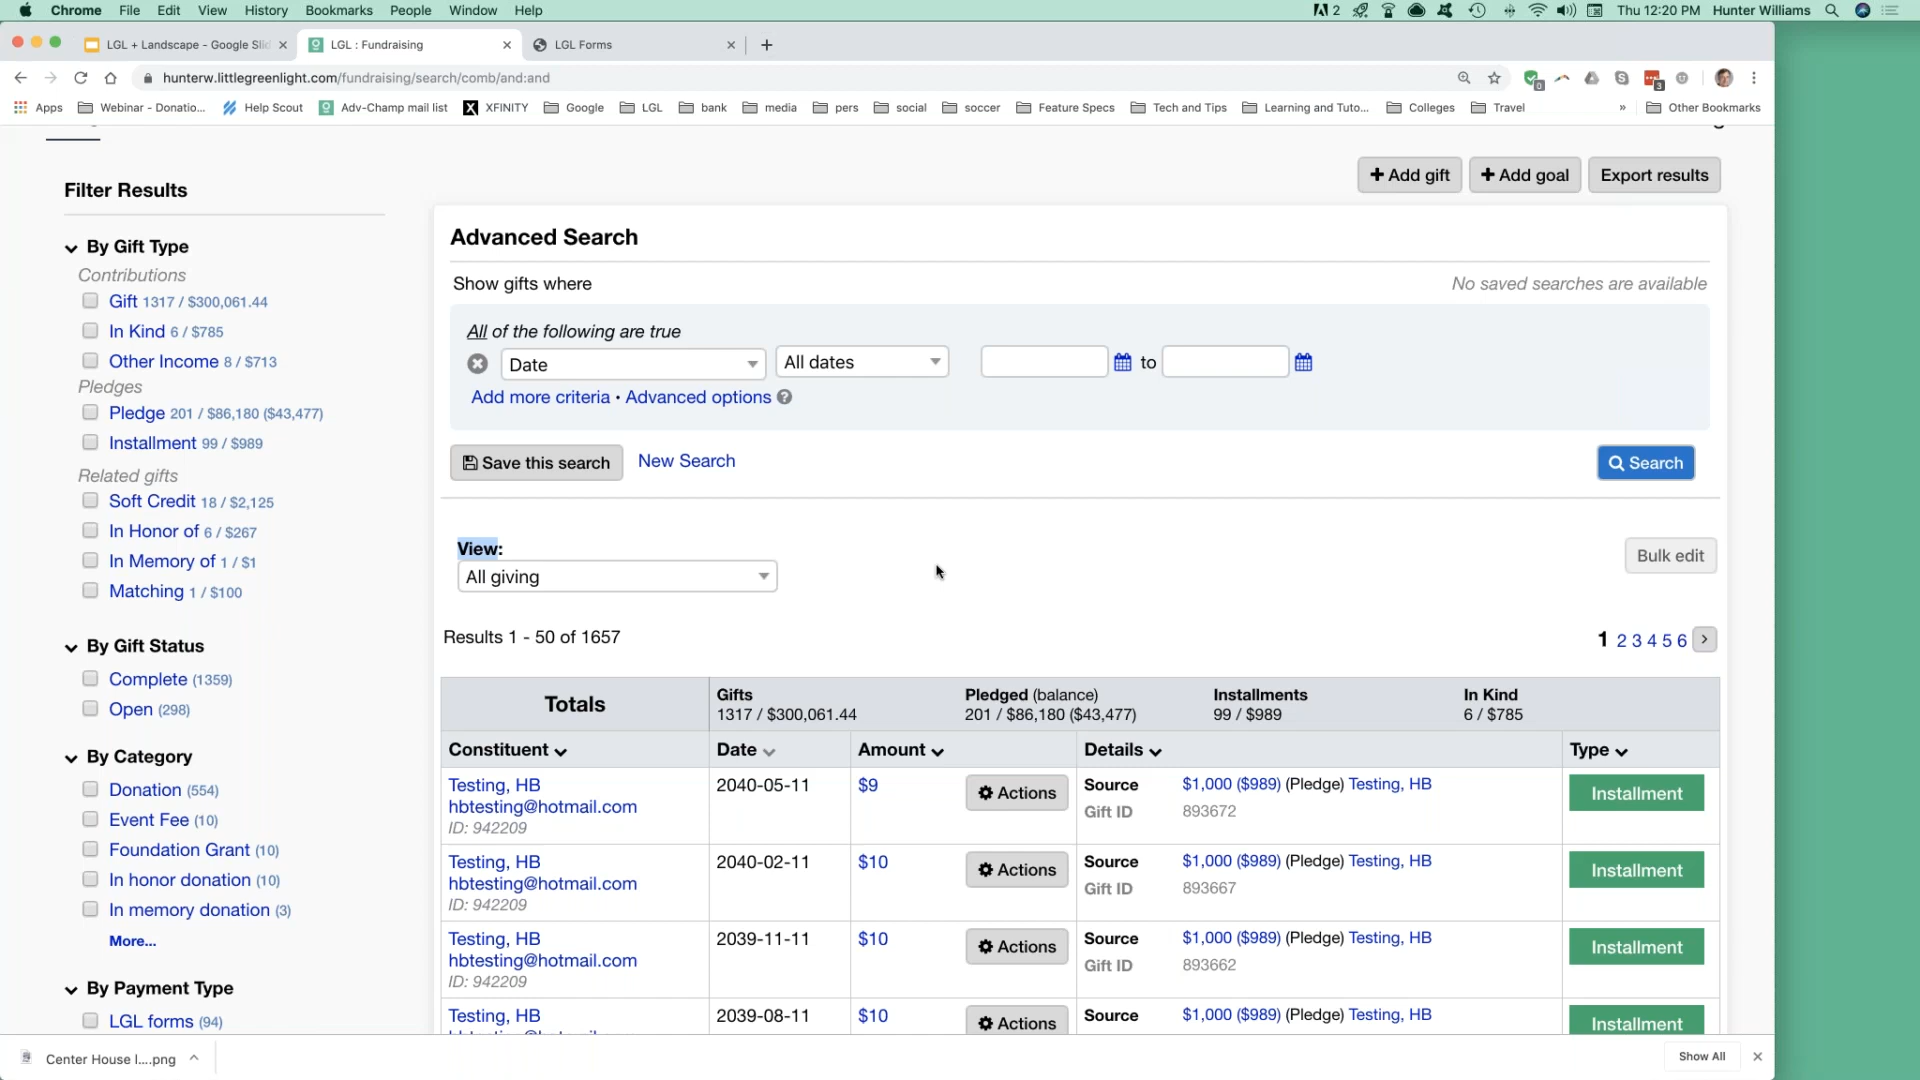 Chrome File Edit View History Bookmarks People Window Help 2 Thu 12:20 PM Hunter Williams
LGL + Landscape - Google Slid LGL : Fundraising LGL Forms
hunterw.littlegreenlight.com/fundraising/search/comb/and:and 0 3
Apps Webinar - Donatio... Help Scout Adv-Champ mail list XFINITY Google LGL bank media pers social soccer Feature Specs Tech and Tips Learning and Tuto... Colleges Travel » Other Bookmarks
Add gift Add goal Export results
Filter Results
By Gift Type
Contributions
Gift 1317 / $300,061.44
In Kind 6 / $785
Other Income 8 / $713
Pledges
Pledge 201 / $86,180 ($43,477)
Installment 99 / $989
Related gifts
Soft Credit 18 / $2,125
In Honor of 6 / $267
In Memory of 1 / $1
Matching 1 / $100
By Gift Status
Complete (1359)
Open (298)
By Category
Donation (554)
Event Fee (10)
Foundation Grant (10)
In honor donation (10)
In memory donation (3)
More...
By Payment Type
LGL forms (94)
Advanced Search
Show gifts where No saved searches are available
All of the following are true
Date All dates to
Add more criteria • Advanced options ?
Save this search New Search Search
View:
All giving Bulk edit
Results 1 - 50 of 1657 1 2 3 4 5 6 >
Totals Gifts Pledged (balance) Installments In Kind
1317 / $300,061.44 201 / $86,180 ($43,477) 99 / $989 6 / $785
Constituent Date Amount Details Type
Testing, HB 2040-05-11 $9 Actions Source $1,000 ($989) (Pledge) Testing, HB Installment
hbtesting@hotmail.com Gift ID 893672
ID: 942209
Testing, HB 2040-02-11 $10 Actions Source $1,000 ($989) (Pledge) Testing, HB Installment
hbtesting@hotmail.com Gift ID 893667
ID: 942209
Testing, HB 2039-11-11 $10 Actions Source $1,000 ($989) (Pledge) Testing, HB Installment
hbtesting@hotmail.com Gift ID 893662
ID: 942209
Testing, HB 2039-08-11 $10 Actions Source $1,000 ($989) (Pledge) Testing, HB Installment
Center House l....png Show All